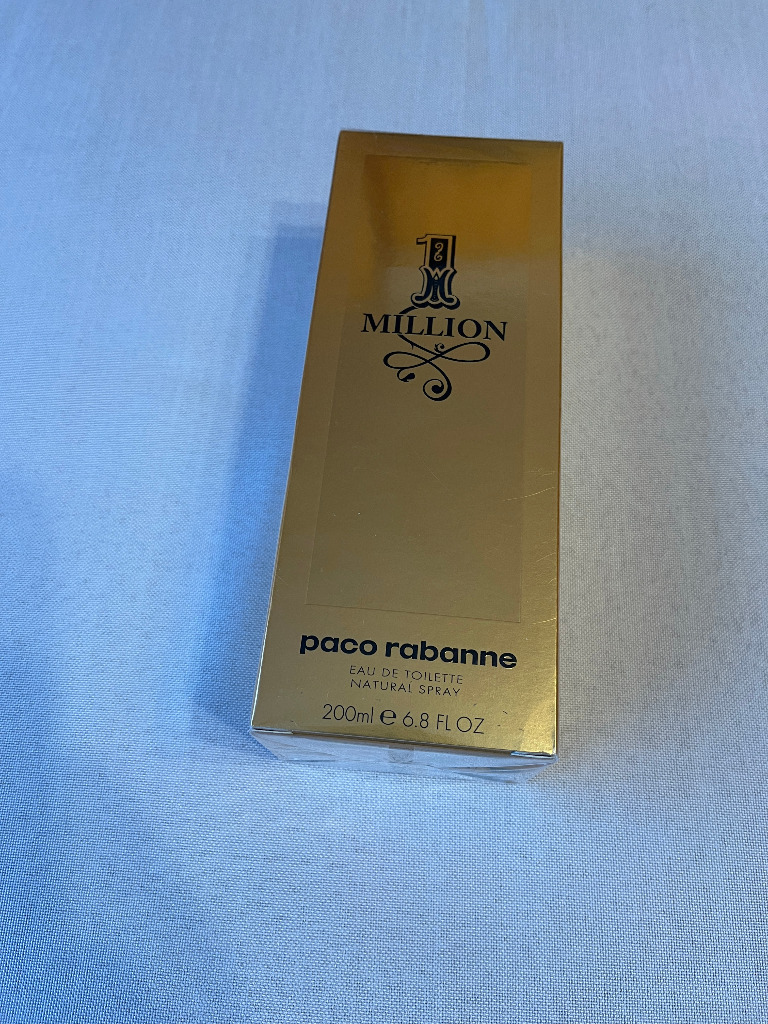 1
MILLION
paco rabanne
EAU DE TOILETTE
NATURAL SPRAY
200ml ℮ 6.8 FL OZ